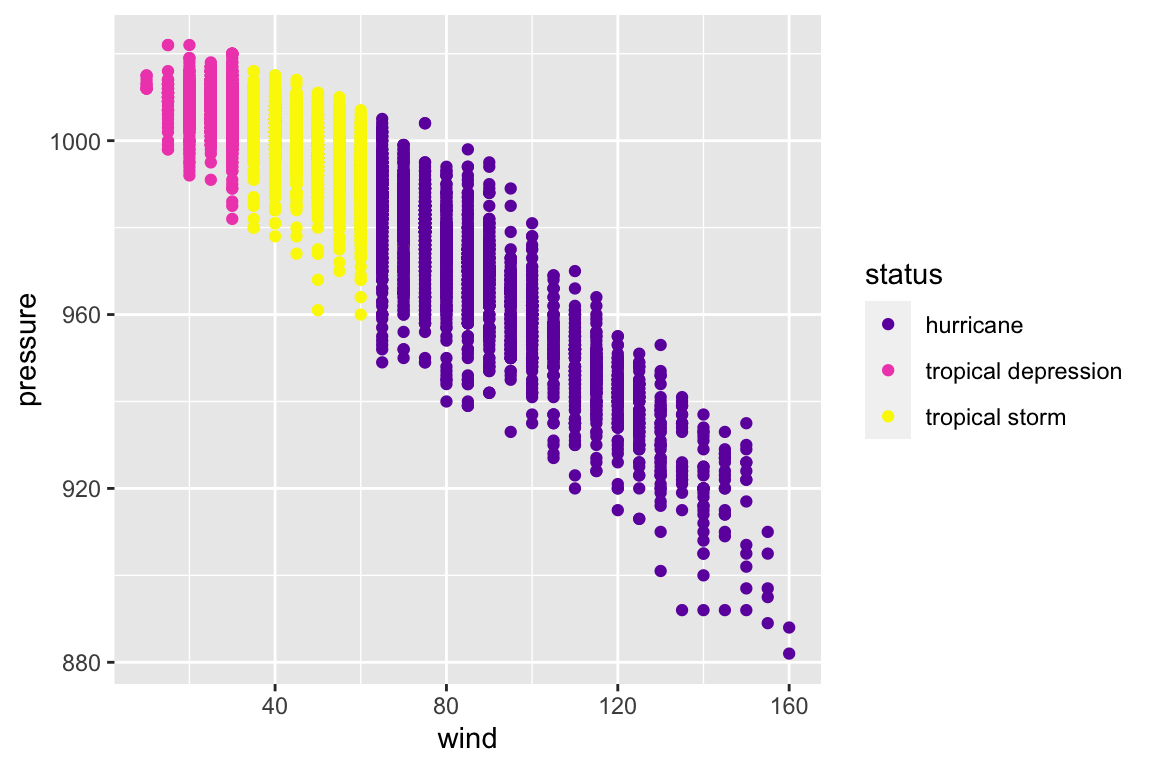 1000
960
920
880
pressure
40
80
120
160
wind
status
hurricane
tropical depression
tropical storm